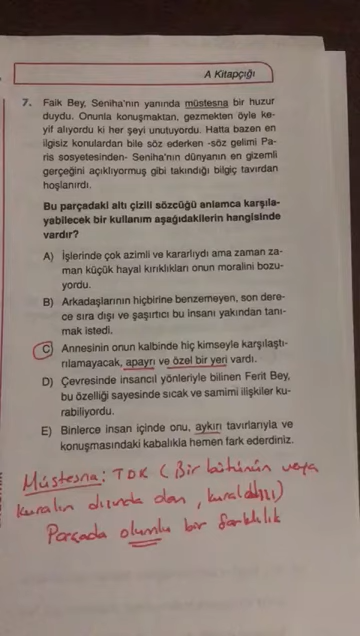 A Kitapçığı
7. Faik Bey, Seniha'nın yanında müstesna bir huzur
duydu. Onunla konuşmaktan, gezmekten öyle ke-
yif alıyordu ki her şeyi unutuyordu. Hatta bazen en
ilgisiz konulardan bile söz ederken -söz gelimi Pa-
ris sosyetesinden- Seniha'nın dünyanın en gizemli
gerçeğini açıklıyormuş gibi takındığı bilgiç tavırdan
hoşlanırdı.
Bu parçadaki altı çizili sözcüğü anlamca karşıla-
yabilecek bir kullanım aşağıdakilerin hangisinde
vardır?
A) İşlerinde çok azimli ve kararlıydı ama zaman za-
man küçük hayal kırıklıkları onun moralini bozu-
yordu.
B) Arkadaşlarının hiçbirine benzemeyen, son dere-
ce sıra dışı ve şaşırtıcı bu insanı yakından tanı-
mak istedi.
C) Annesinin onun kalbinde hiç kimseyle karşılaştı-
rılamayacak, apayrı ve özel bir yeri vardı.
D) Çevresinde insancıl yönleriyle bilinen Ferit Bey,
bu özelliği sayesinde sıcak ve samimi ilişkiler ku-
rabiliyordu.
E) Binlerce insan içinde onu, aykırı tavırlarıyla ve
konuşmasındaki kabalıkla hemen fark ederdiniz.
Müstesna: TDK (Bir bütünün veya
kuralın dışında olan, kuraldışı)
Parçada olumlu bir farklılık